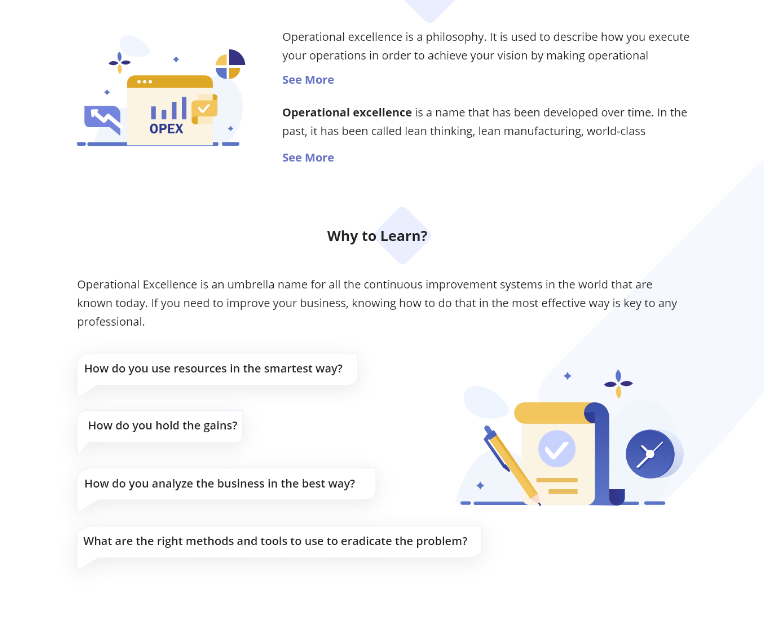 Operational excellence is a philosophy. It is used to describe how you execute
your operations in order to achieve your vision by making operational
See More
OPEX
Operational excellence is a name that has been developed over time. In the
past, it has been called lean thinking, lean manufacturing, world-class
See More
Why to Learn?
Operational Excellence is an umbrella name for all the continuous improvement systems in the world that are
known today. If you need to improve your business, knowing how to do that in the most effective way is key to any
professional.
How do you use resources in the smartest way?
How do you hold the gains?
How do you analyze the business in the best way?
What are the right methods and tools to use to eradicate the problem?